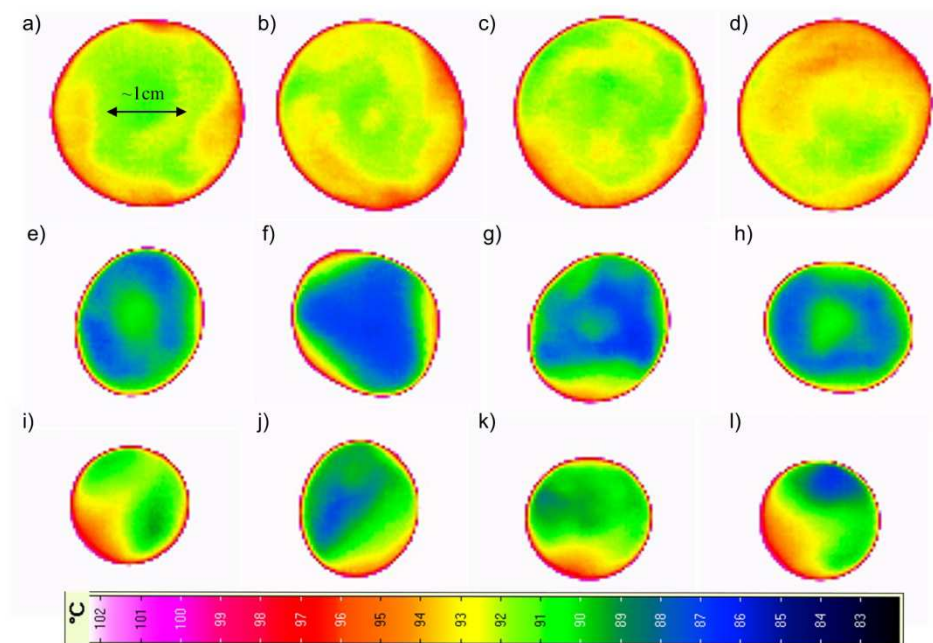 a) b) c) d)
~1cm
e) f) g) h)
i) j) k) l)
°C 102 101 100 99 98 97 96 95 94 93 92 91 90 89 88 87 86 85 84 83